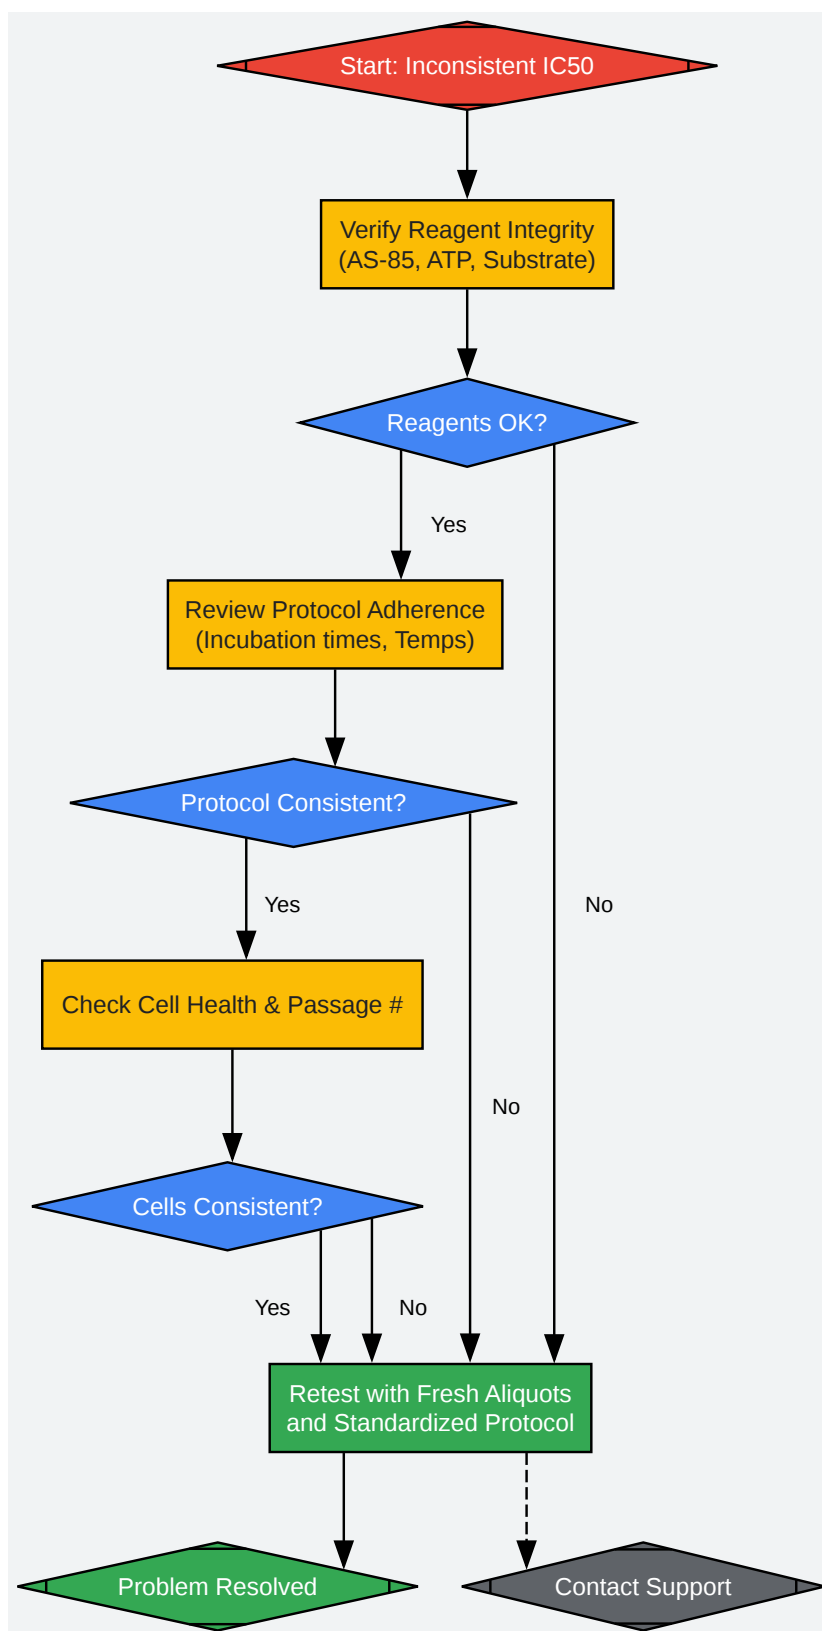 Start: Inconsistent IC50
Verify Reagent Integrity
(AS-85, ATP, Substrate)
Reagents OK?
Yes
Review Protocol Adherence
(Incubation times, Temps)
Protocol Consistent?
Yes
No
Check Cell Health & Passage #
No
Cells Consistent?
Yes
No
Retest with Fresh Aliquots
and Standardized Protocol
Problem Resolved
Contact Support